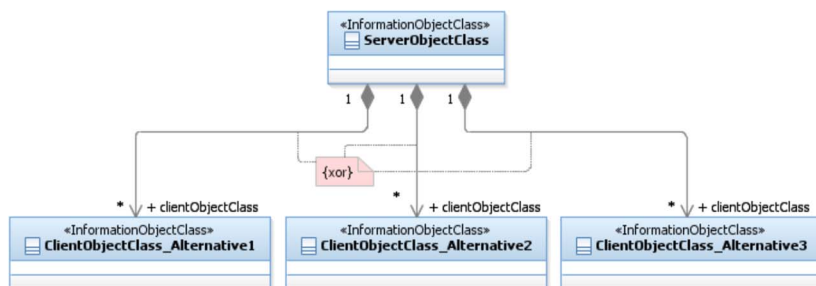 «InformationObjectClass»
ServerObjectClass
1 1 1
{xor}
* + clientObjectClass * + clientObjectClass * + clientObjectClass
«InformationObjectClass» «InformationObjectClass» «InformationObjectClass»
ClientObjectClass_Alternative1 ClientObjectClass_Alternative2 ClientObjectClass_Alternative3